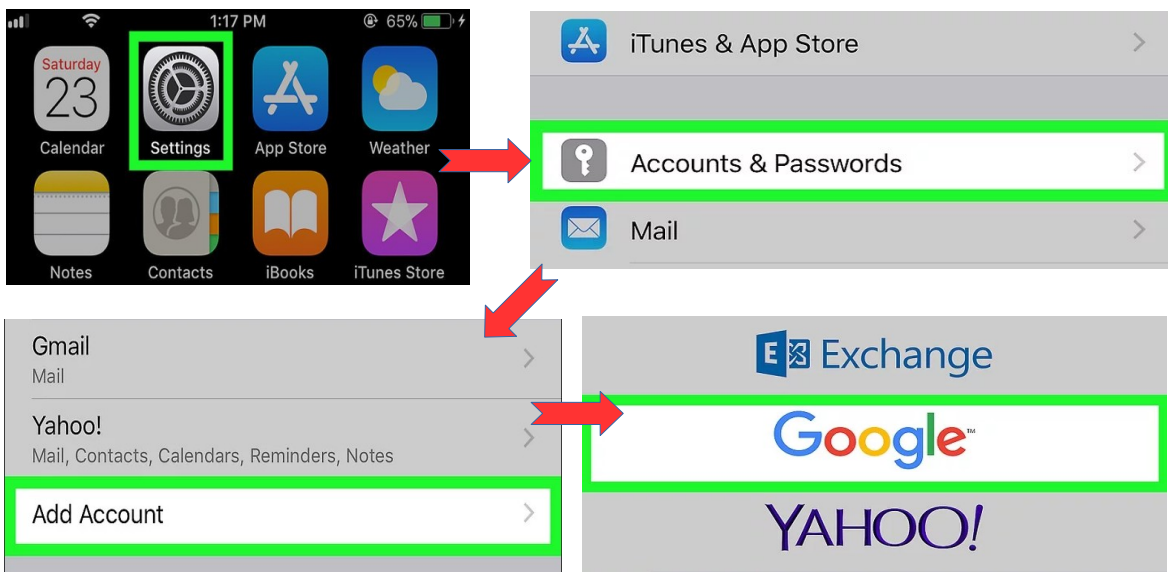 1:17 PM
65%
Saturday
23
Calendar
Settings
App Store
Weather
Notes
Contacts
iBooks
iTunes Store
iTunes & App Store
Accounts & Passwords
Mail
Gmail
Mail
Yahoo!
Mail, Contacts, Calendars, Reminders, Notes
Add Account
E Exchange
Google™
YAHOO!